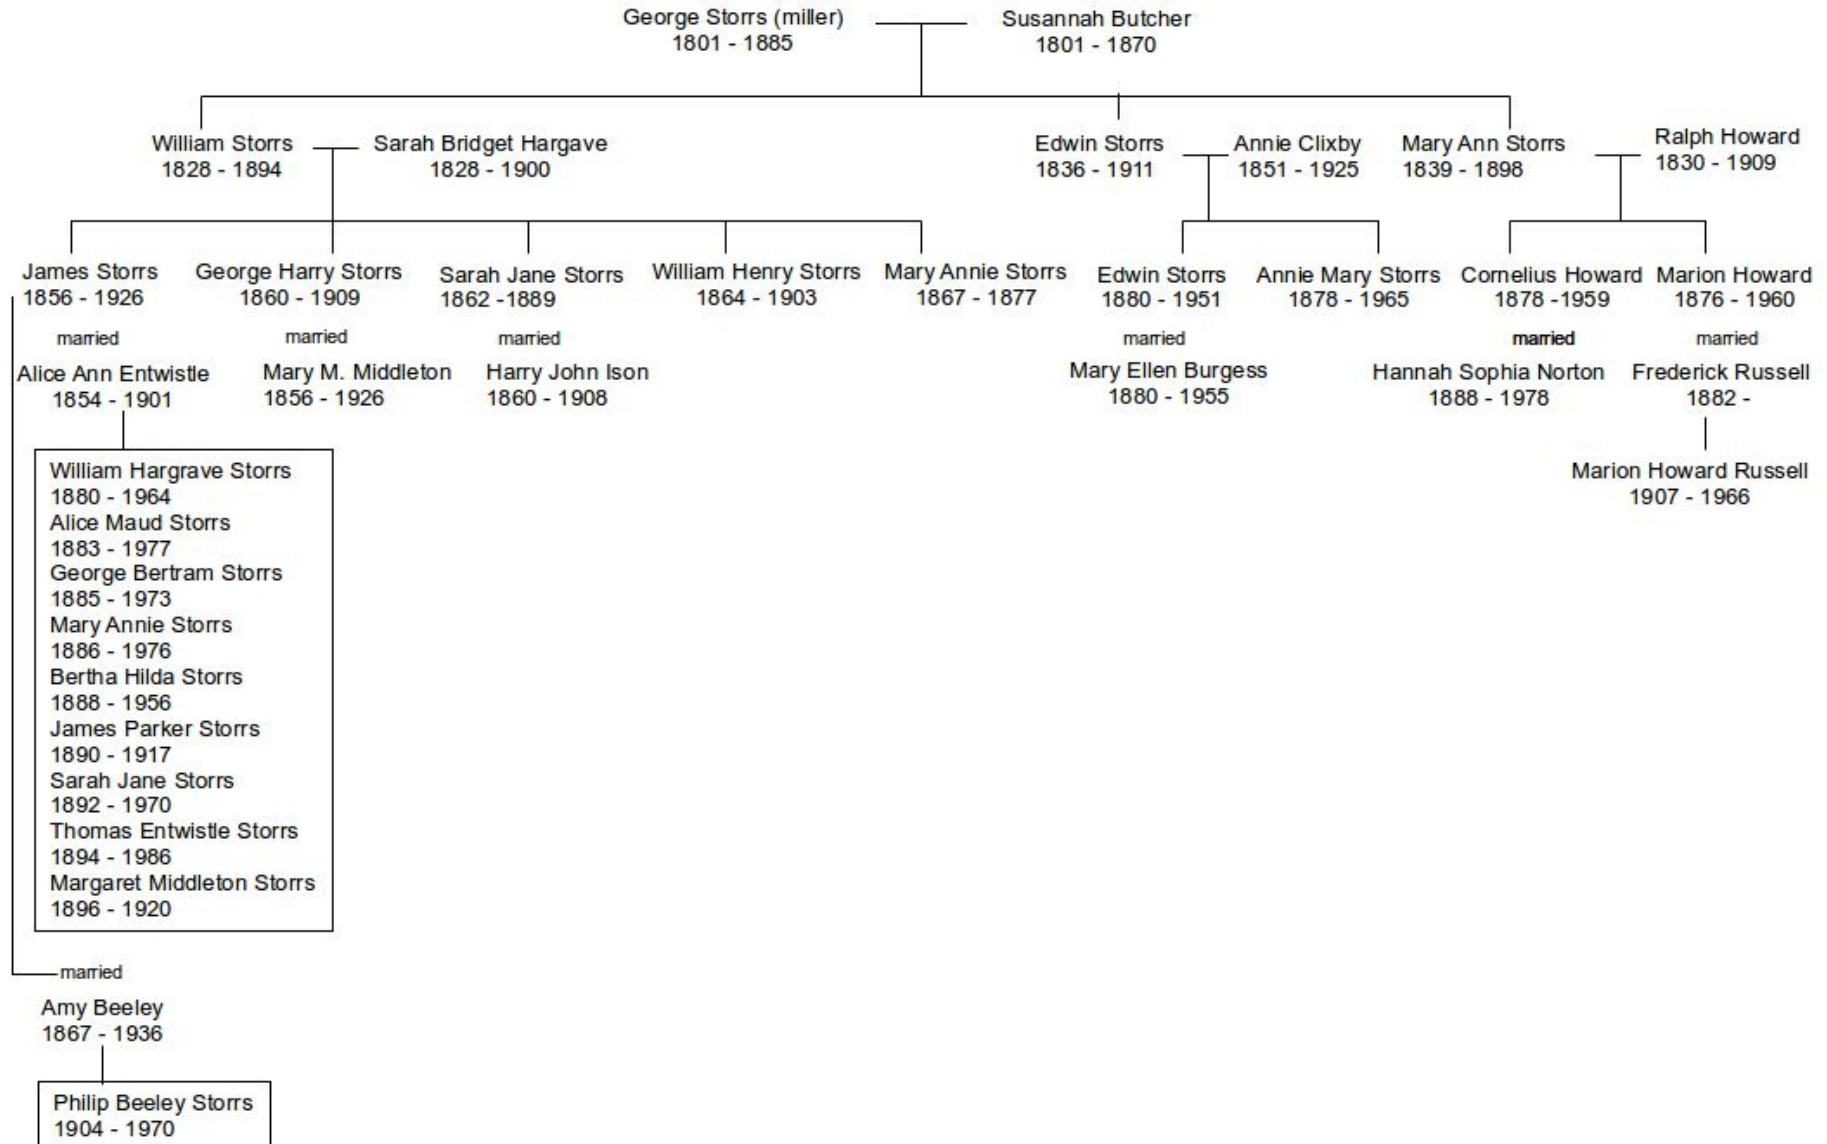 George Storrs (miller)
1801 - 1885
Susannah Butcher
1801 - 1870
William Storrs
1828 - 1894
Sarah Bridget Hargave
1828 - 1900
Edwin Storrs
1836 - 1911
Annie Clixby
1851 - 1925
Mary Ann Storrs
1839 - 1898
Ralph Howard
1830 - 1909
James Storrs
1856 - 1926
married
Alice Ann Entwistle
1854 - 1901
George Harry Storrs
1860 - 1909
married
Mary M. Middleton
1856 - 1926
Sarah Jane Storrs
1862 -1889
married
Harry John Ison
1860 - 1908
William Henry Storrs
1864 - 1903
Mary Annie Storrs
1867 - 1877
Edwin Storrs
1880 - 1951
married
Mary Ellen Burgess
1880 - 1955
Annie Mary Storrs
1878 - 1965
Cornelius Howard
1878 -1959
married
Hannah Sophia Norton
1888 - 1978
Marion Howard
1876 - 1960
married
Frederick Russell
1882 -
Marion Howard Russell
1907 - 1966
William Hargrave Storrs
1880 - 1964
Alice Maud Storrs
1883 - 1977
George Bertram Storrs
1885 - 1973
Mary Annie Storrs
1886 - 1976
Bertha Hilda Storrs
1888 - 1956
James Parker Storrs
1890 - 1917
Sarah Jane Storrs
1892 - 1970
Thomas Entwistle Storrs
1894 - 1986
Margaret Middleton Storrs
1896 - 1920
married
Amy Beeley
1867 - 1936
Philip Beeley Storrs
1904 - 1970